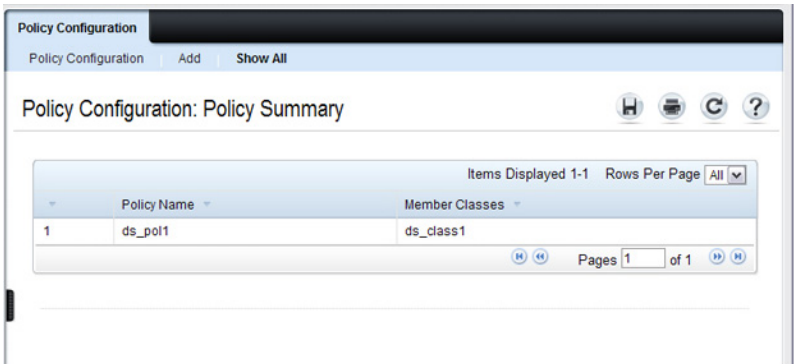 Policy Configuration
Policy Configuration Add Show All
Policy Configuration: Policy Summary
Items Displayed 1-1 Rows Per Page All
Policy Name Member Classes
1 ds_pol1 ds_class1
Pages 1 of 1